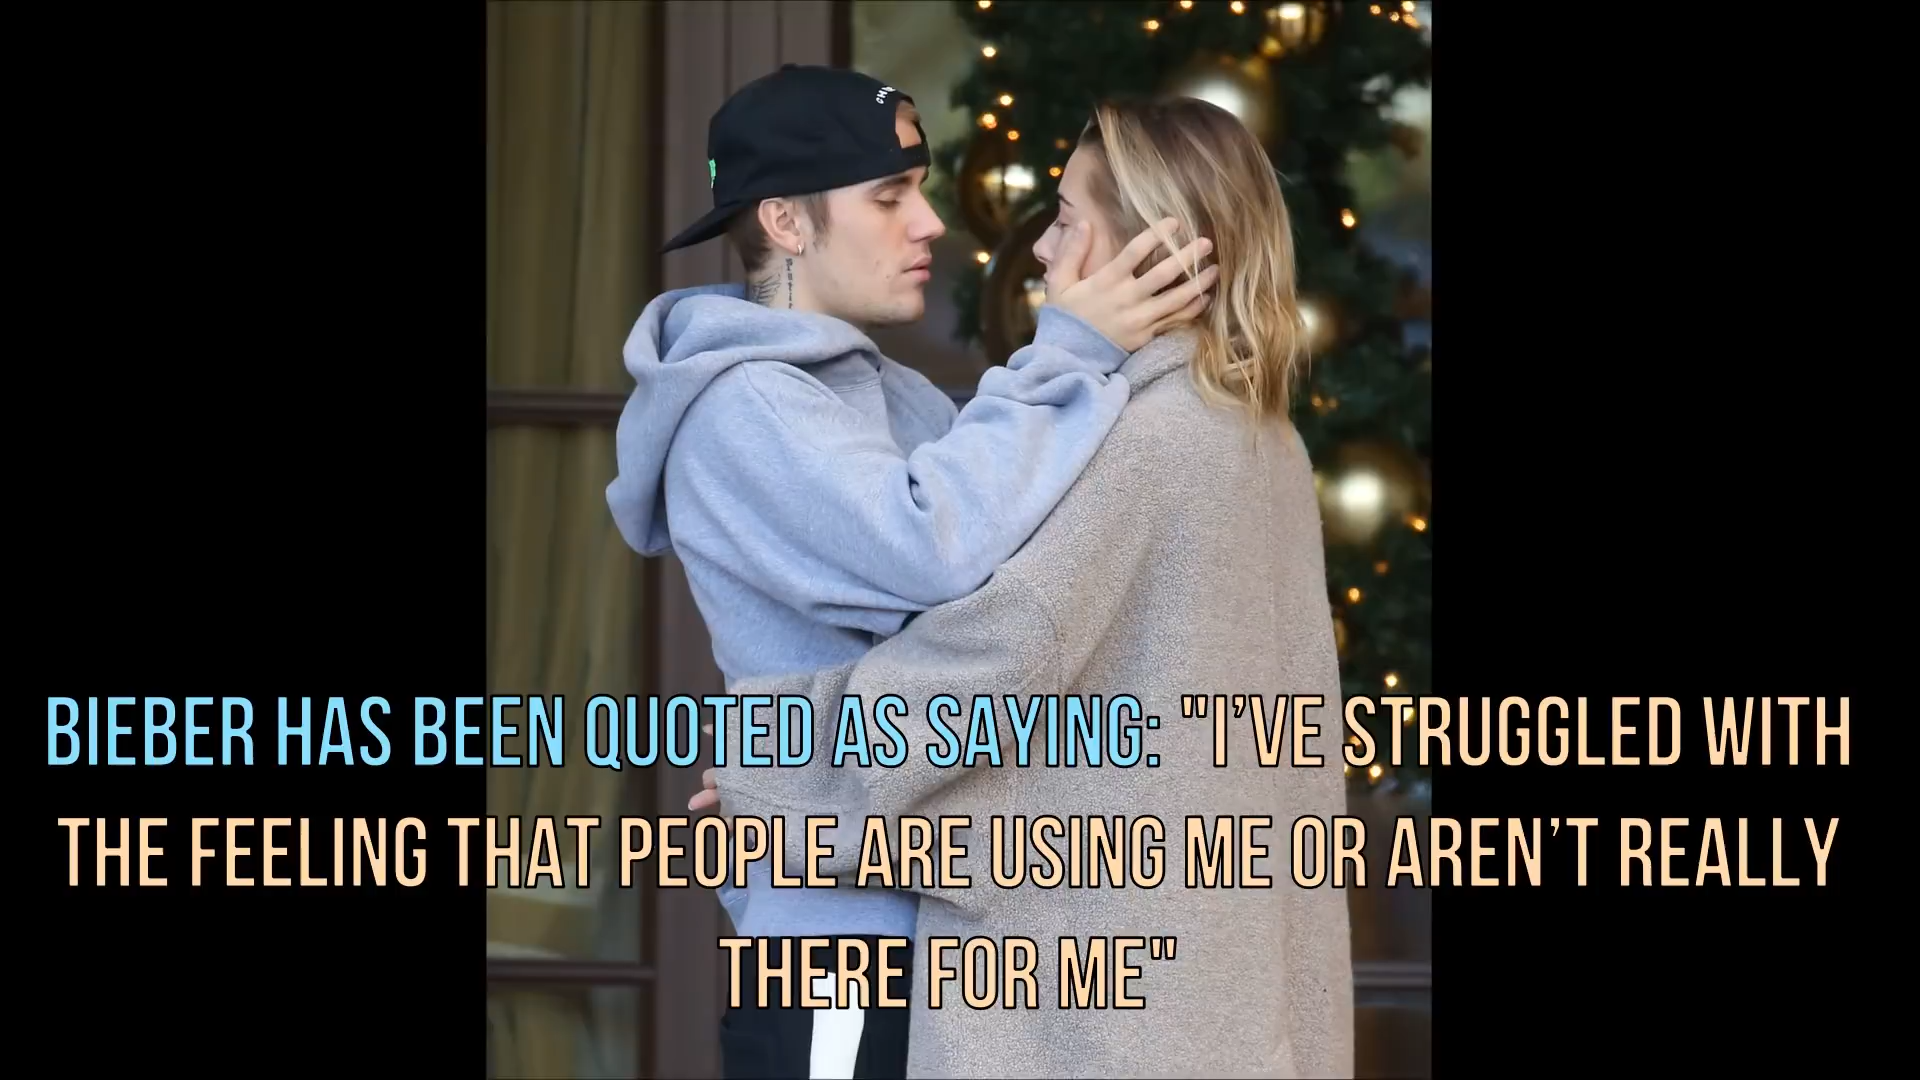 BIEBER HAS BEEN QUOTED AS SAYING: "I’VE STRUGGLED WITH
THE FEELING THAT PEOPLE ARE USING ME OR AREN’T REALLY
THERE FOR ME"